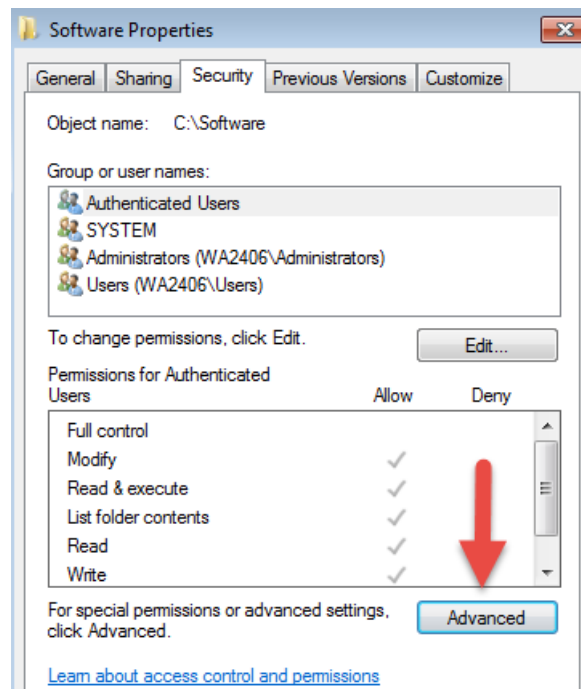 Software Properties
General Sharing Security Previous Versions Customize
Object name: C:\Software
Group or user names:
Authenticated Users
SYSTEM
Administrators (WA2406\Administrators)
Users (WA2406\Users)
To change permissions, click Edit.
Edit...
Permissions for Authenticated
Users Allow Deny
Full control
Modify
Read & execute
List folder contents
Read
Write
For special permissions or advanced settings,
click Advanced.
Advanced
Learn about access control and permissions